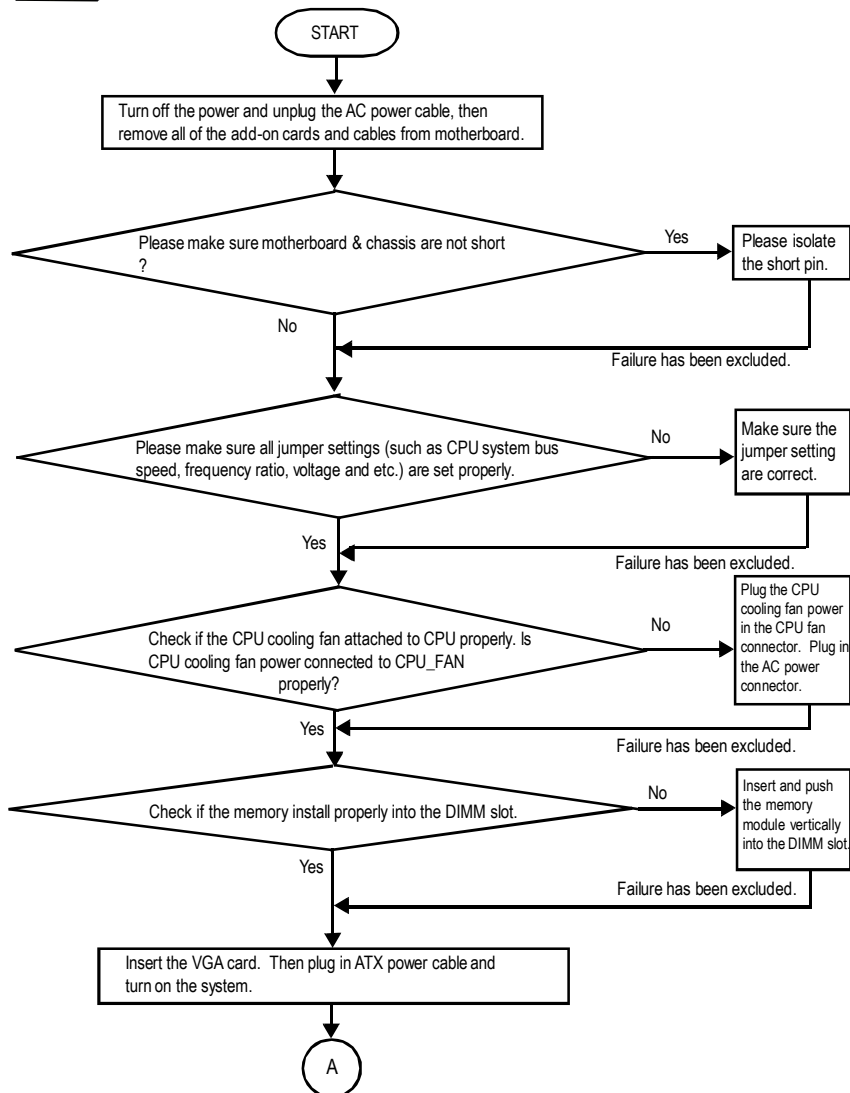 START
Turn off the power and unplug the AC power cable, then
remove all of the add-on cards and cables from motherboard.
Please make sure motherboard & chassis are not short
?
Yes
Please isolate
the short pin.
No
Failure has been excluded.
Please make sure all jumper settings (such as CPU system bus
speed, frequency ratio, voltage and etc.) are set properly.
No
Make sure the
jumper setting
are correct.
Yes
Failure has been excluded.
Check if the CPU cooling fan attached to CPU properly. Is
CPU cooling fan power connected to CPU_FAN
properly?
No
Plug the CPU
cooling fan power
in the CPU fan
connector. Plug in
the AC power
connector.
Yes
Failure has been excluded.
Check if the memory install properly into the DIMM slot.
No
Insert and push
the memory
module vertically
into the DIMM slot.
Yes
Failure has been excluded.
Insert the VGA card. Then plug in ATX power cable and
turn on the system.
A